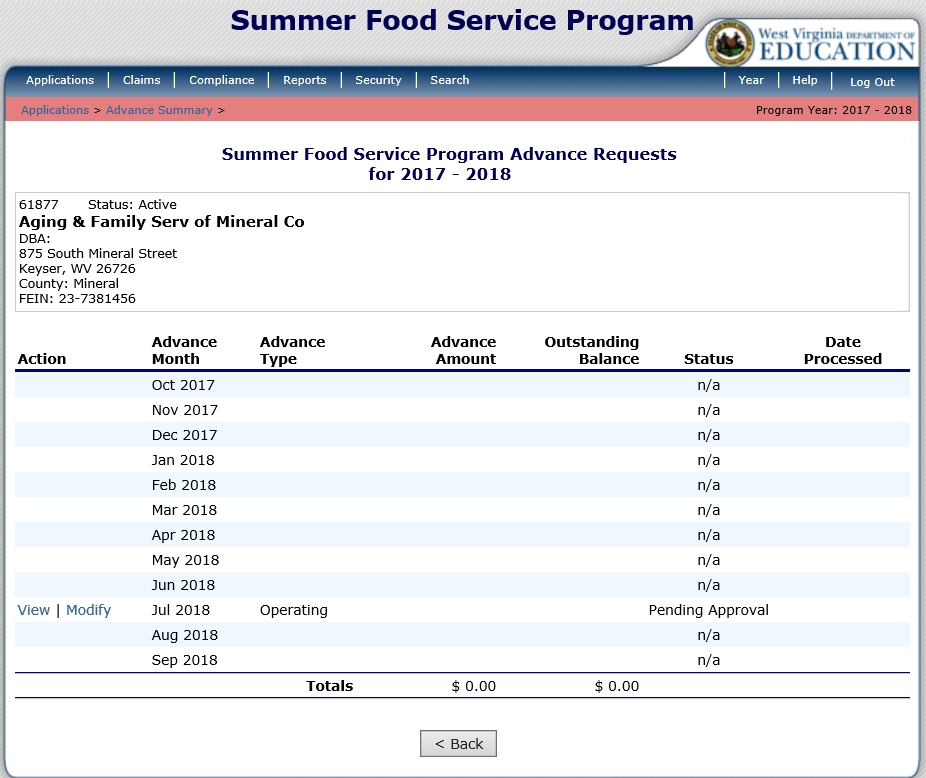 Summer Food Service Program
West Virginia DEPARTMENT OF
EDUCATION
Applications | Claims | Compliance | Reports | Security | Search | Year | Help | Log Out
Applications > Advance Summary > Program Year: 2017 - 2018
Summer Food Service Program Advance Requests
for 2017 - 2018
61877 Status: Active
Aging & Family Serv of Mineral Co
DBA:
875 South Mineral Street
Keyser, WV 26726
County: Mineral
FEIN: 23-7381456
Advance Advance Advance Outstanding Date
Action Month Type Amount Balance Status Processed
Oct 2017 n/a
Nov 2017 n/a
Dec 2017 n/a
Jan 2018 n/a
Feb 2018 n/a
Mar 2018 n/a
Apr 2018 n/a
May 2018 n/a
Jun 2018 n/a
View | Modify Jul 2018 Operating Pending Approval
Aug 2018 n/a
Sep 2018 n/a
Totals $ 0.00 $ 0.00
< Back